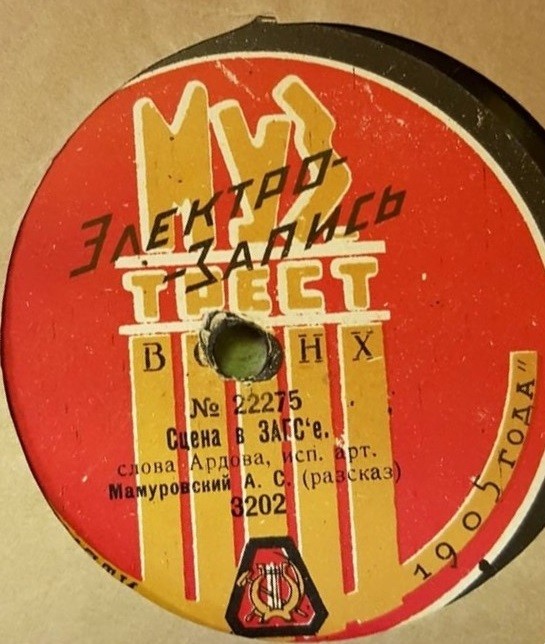 Муз
ЭЛЕКТРО-
-ЗАПИСЬ
ТРЕСТ
В С Н Х
№ 22275
Сцена в ЗАГС‘е.
слова Ардова, исп. арт.
Мамуровский А. С. (разсказ)
3202
1905 ГОДА"